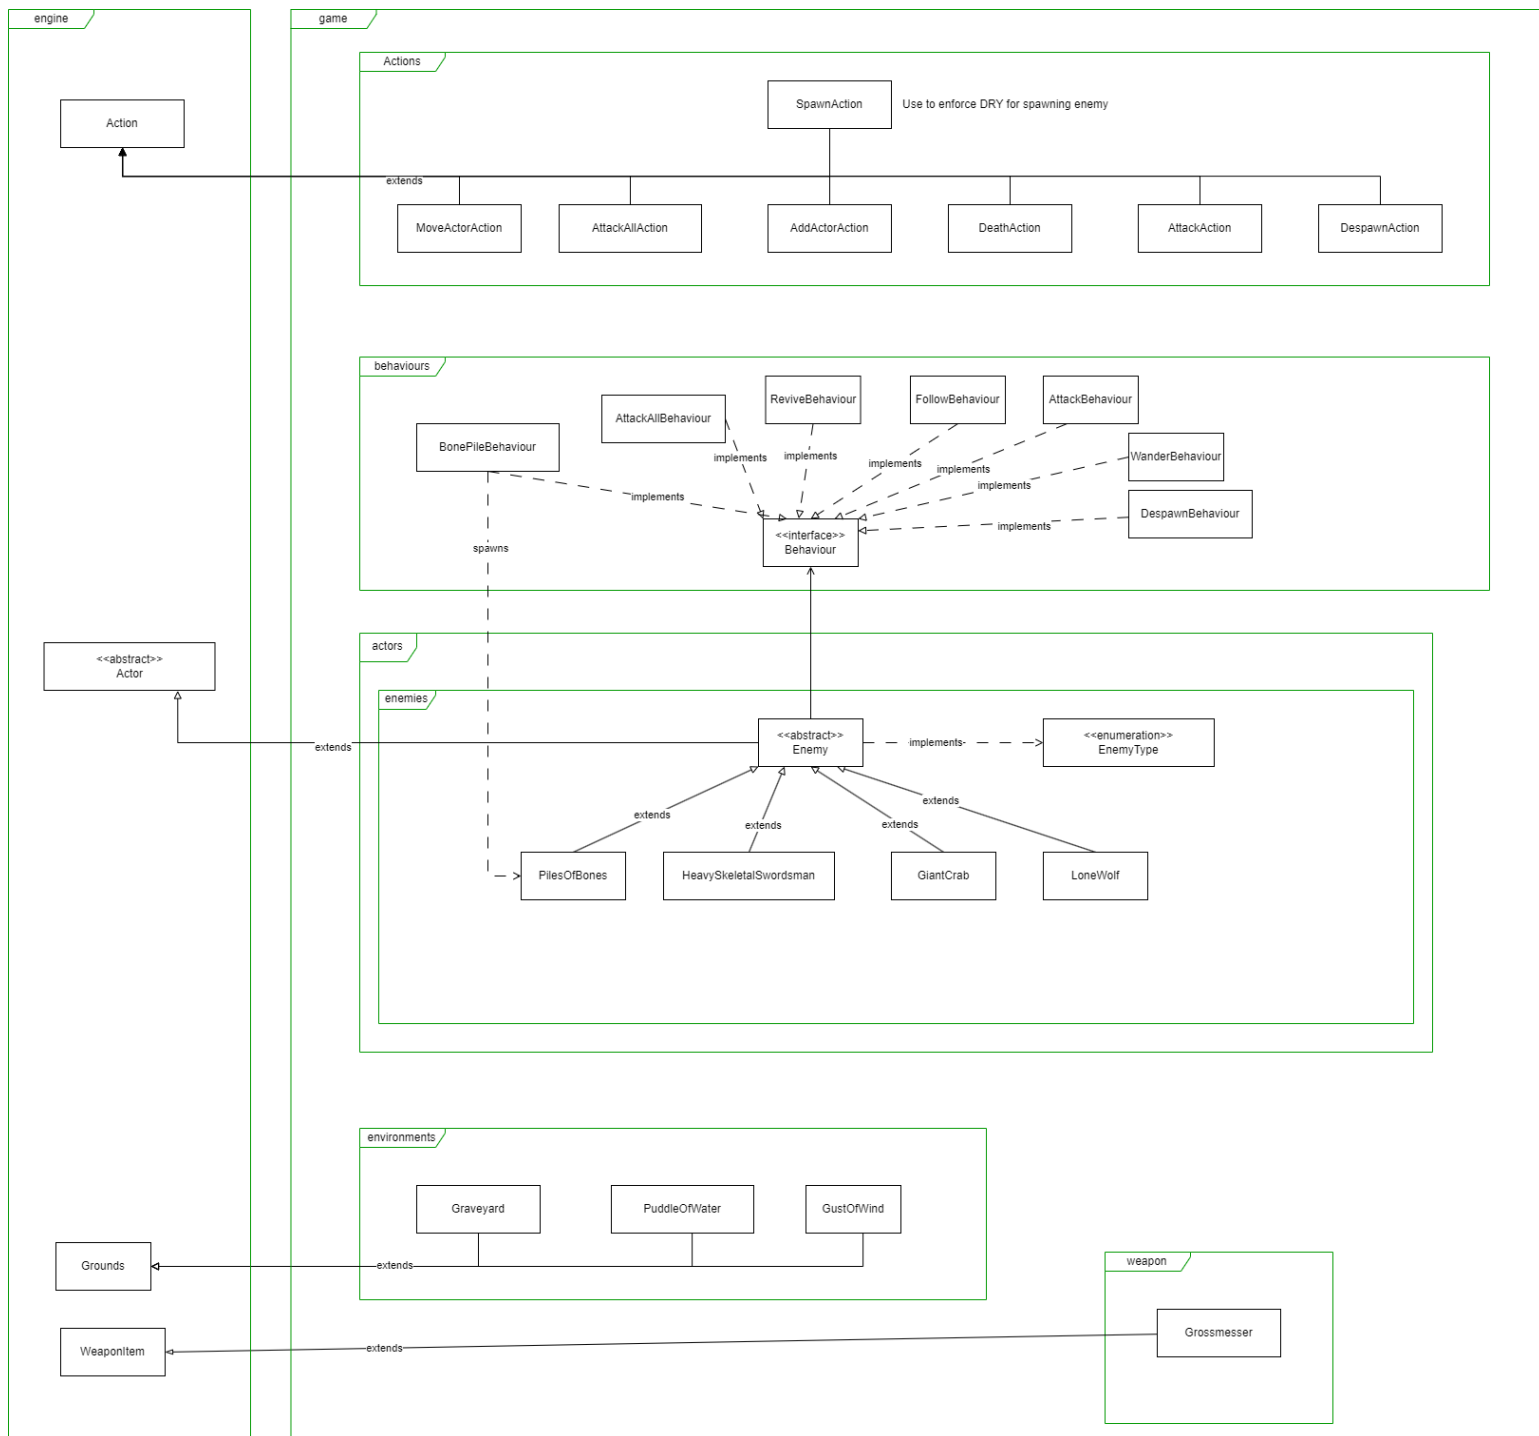 engine
game
Actions
SpawnAction
Use to enforce DRY for spawning enemy
Action
extends
MoveActorAction
AttackAllAction
AddActorAction
DeathAction
AttackAction
DespawnAction
behaviours
ReviveBehaviour
FollowBehaviour
AttackBehaviour
AttackAllBehaviour
BonePileBehaviour
WanderBehaviour
implements
implements
implements
implements
implements
implements
DespawnBehaviour
implements
<<interface>>
Behaviour
spawns
actors
<<abstract>>
Actor
enemies
extends
<<abstract>>
Enemy
implements
<<enumeration>>
EnemyType
extends
extends
extends
extends
PilesOfBones
HeavySkeletalSwordsman
GiantCrab
LoneWolf
environments
Graveyard
PuddleOfWater
GustOfWind
Grounds
extends
weapon
Grossmesser
WeaponItem
extends